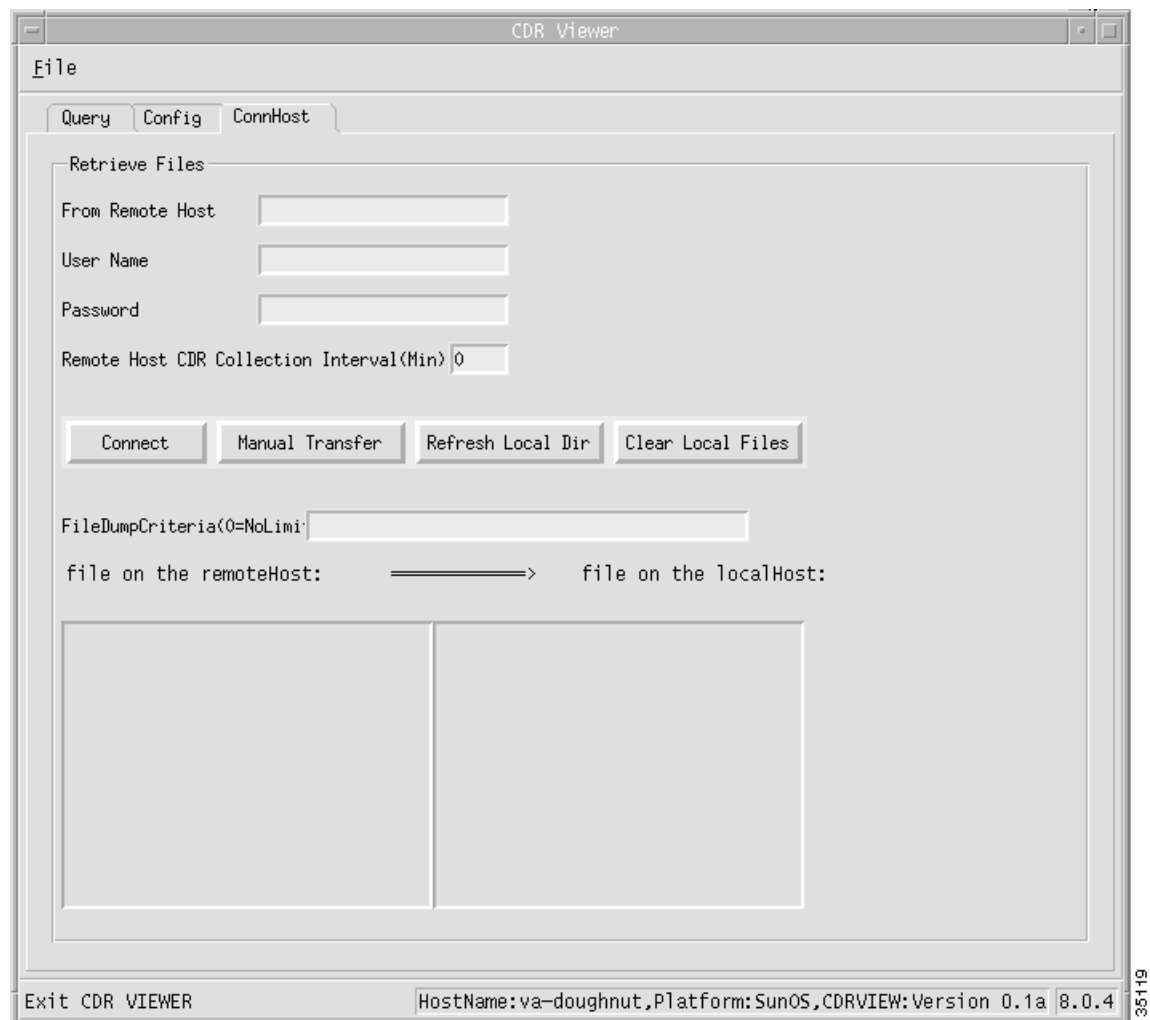 CDR Viewer
File
Query Config ConnHost
Retrieve Files
From Remote Host
User Name
Password
Remote Host CDR Collection Interval(Min) 0
Connect Manual Transfer Refresh Local Dir Clear Local Files
FileDumpCriteria(0=NoLimi
file on the remoteHost: ==========> file on the localHost:
Exit CDR VIEWER HostName:va-doughnut,Platform:SunOS,CDRVIEW:Version 0.1a 8.0.4
35119